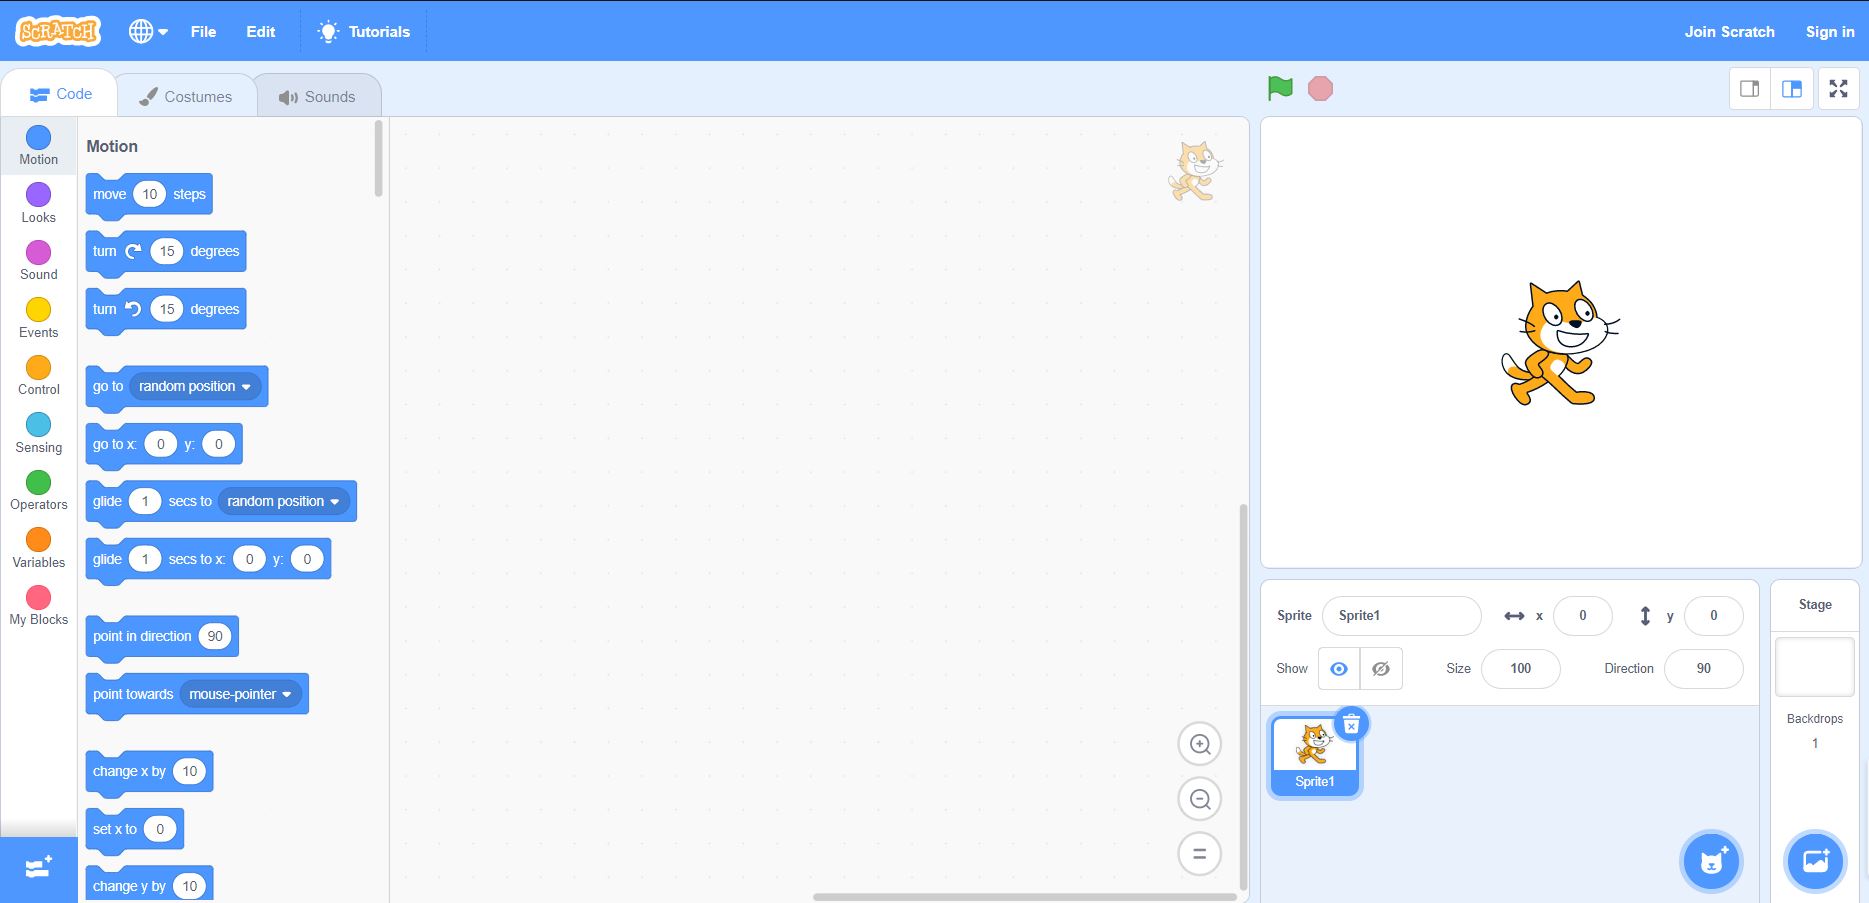 SCRATCH File Edit Tutorials Join Scratch Sign in
Code Costumes Sounds
Motion
Looks
Sound
Events
Control
Sensing
Operators
Variables
My Blocks
Motion
move 10 steps
turn 15 degrees
turn 15 degrees
go to random position
go to x: 0 y: 0
glide 1 secs to random position
glide 1 secs to x: 0 y: 0
point in direction 90
point towards mouse-pointer
change x by 10
set x to 0
change y by 10
Sprite Sprite1 x 0 y 0
Show Size 100 Direction 90
Sprite1
Stage
Backdrops
1